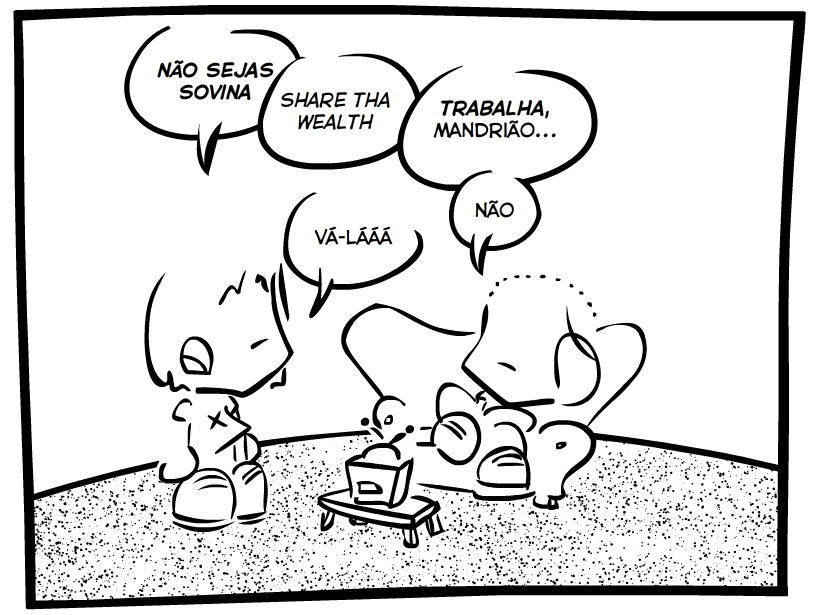 NÃO SEJAS
SOVINA
SHARE THA
WEALTH
TRABALHA,
MANDRIÃO...
VÁ-LÁÁÁ
NÃO